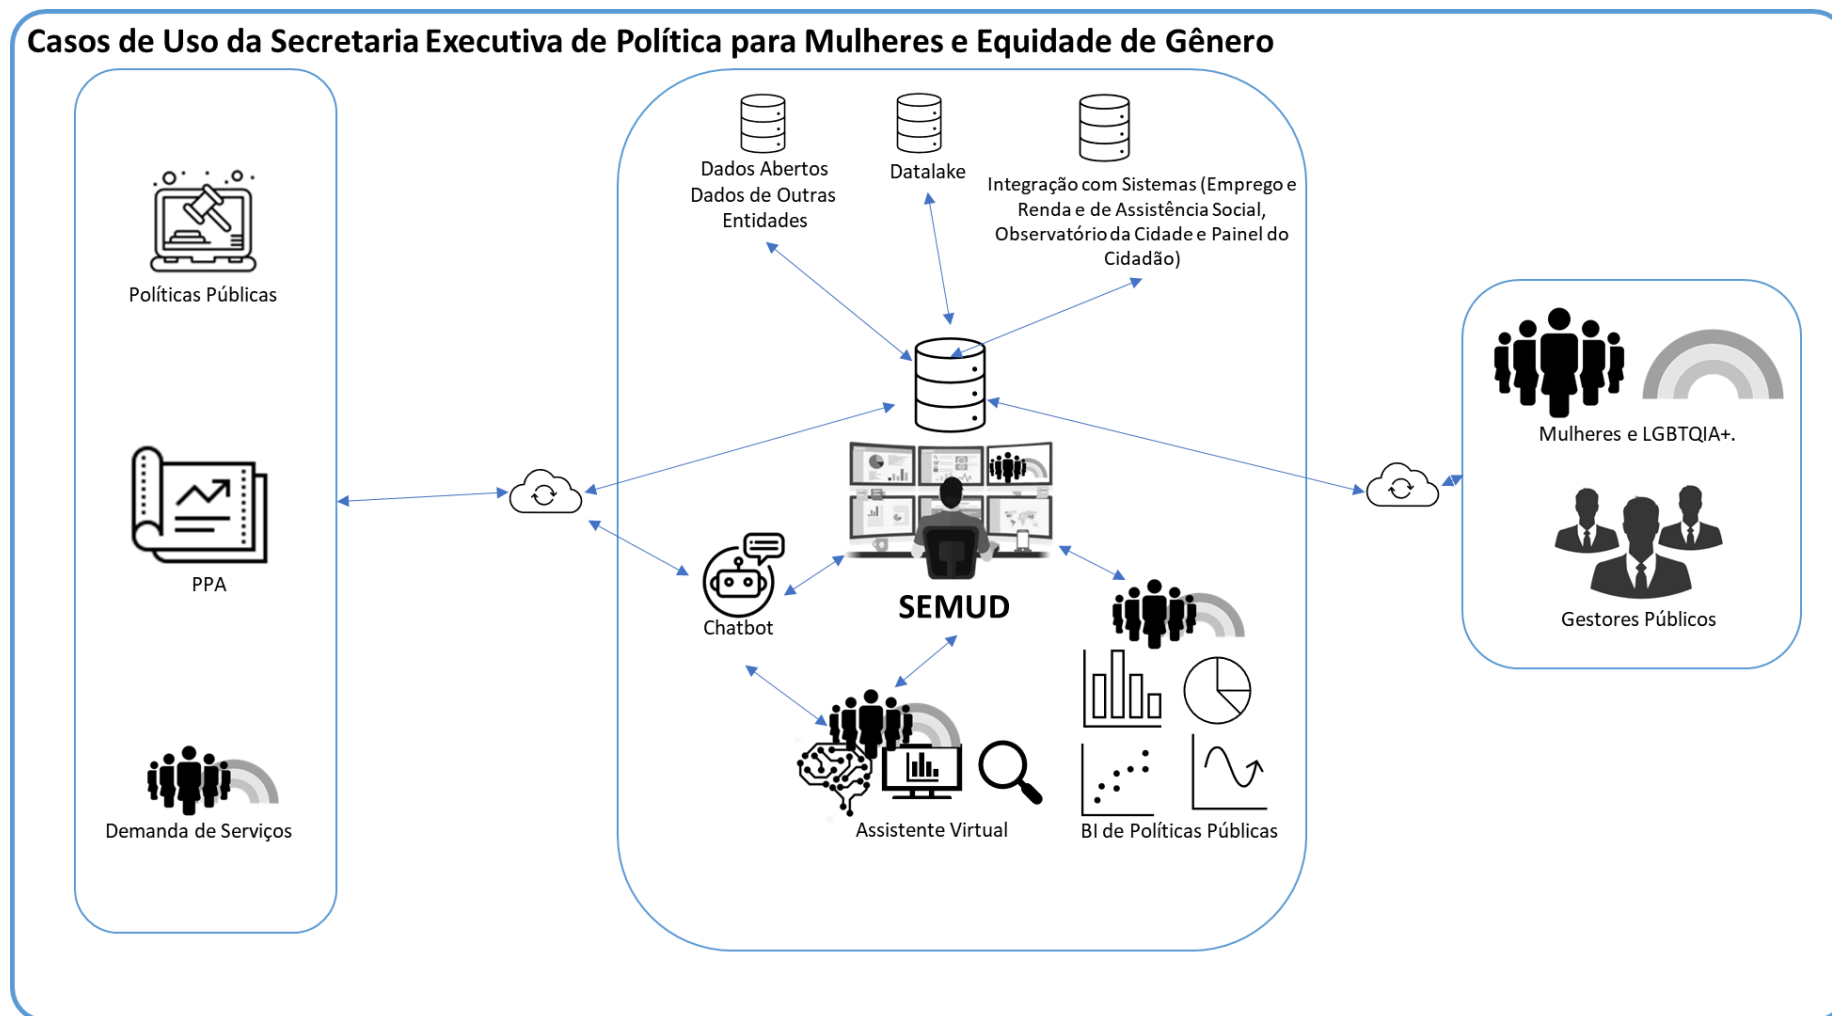 Casos de Uso da Secretaria Executiva de Política para Mulheres e Equidade de Gênero
Políticas Públicas
PPA
Demanda de Serviços
Dados Abertos
Dados de Outras
Entidades
Datalake
Integração com Sistemas (Emprego e
Renda e de Assistência Social,
Observatório da Cidade e Painel do
Cidadão)
SEMUD
Chatbot
Assistente Virtual
BI de Políticas Públicas
Mulheres e LGBTQIA+.
Gestores Públicos